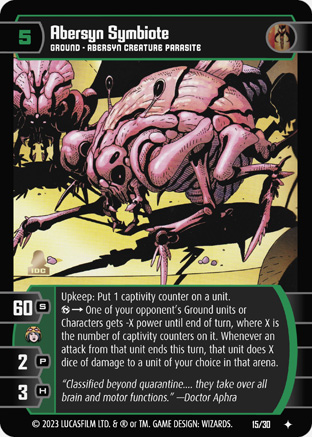 5
Abersyn Symbiote
GROUND - ABERSYN CREATURE PARASITE
IDC
60 S
2 P
3 H
Upkeep: Put 1 captivity counter on a unit.
→ One of your opponent's Ground units or
Characters gets -X power until end of turn, where X is
the number of captivity counters on it. Whenever an
attack from that unit ends this turn, that unit does X
dice of damage to a unit of your choice in that arena.
"Classified beyond quarantine.... they take over all
brain and motor functions." —Doctor Aphra
© 2023 LUCASFILM LTD. & ® or TM. GAME DESIGN: WIZARDS.
15/30